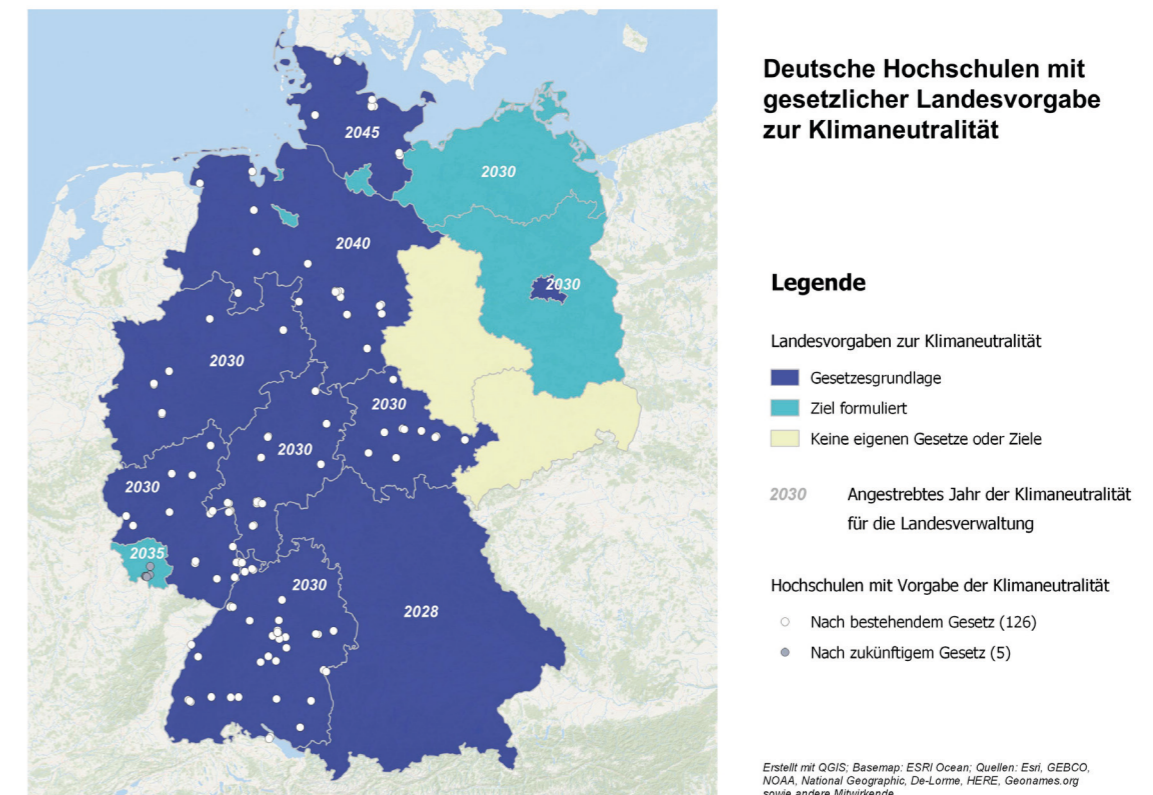 Deutsche Hochschulen mit
gesetzlicher Landesvorgabe
zur Klimaneutralität
2045
2030
2040
2030
2030
2030
2030
2030
2035
2030
2028
Legende
Landesvorgaben zur Klimaneutralität
Gesetzesgrundlage
Ziel formuliert
Keine eigenen Gesetze oder Ziele
2030 Angestrebtes Jahr der Klimaneutralität
für die Landesverwaltung
Hochschulen mit Vorgabe der Klimaneutralität
Nach bestehendem Gesetz (126)
Nach zukünftigem Gesetz (5)
Erstellt mit QGIS; Basemap: ESRI Ocean; Quellen: Esri, GEBCO,
NOAA, National Geographic, De-Lorme, HERE, Geonames.org
sowie andere Mitwirkende